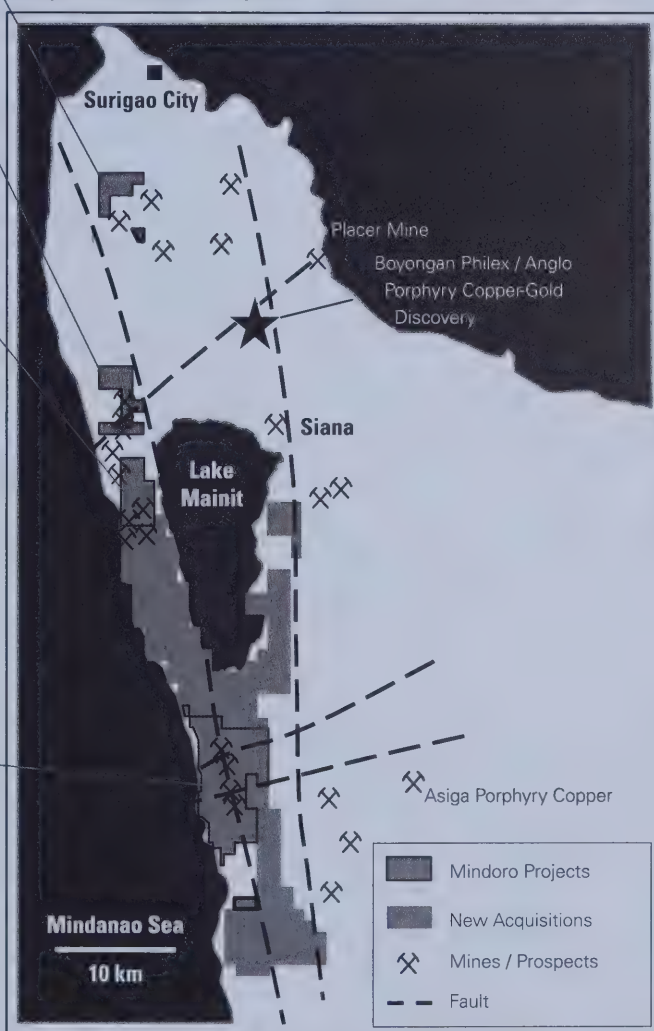 Surigao City
Placer Mine
Boyongan Philex / Anglo
Porphyry Copper-Gold
Discovery
Siana
Lake
Mainit
Asiga Porphyry Copper
Mindoro Projects
New Acquisitions
Mines / Prospects
Fault
Mindanao Sea
10 km